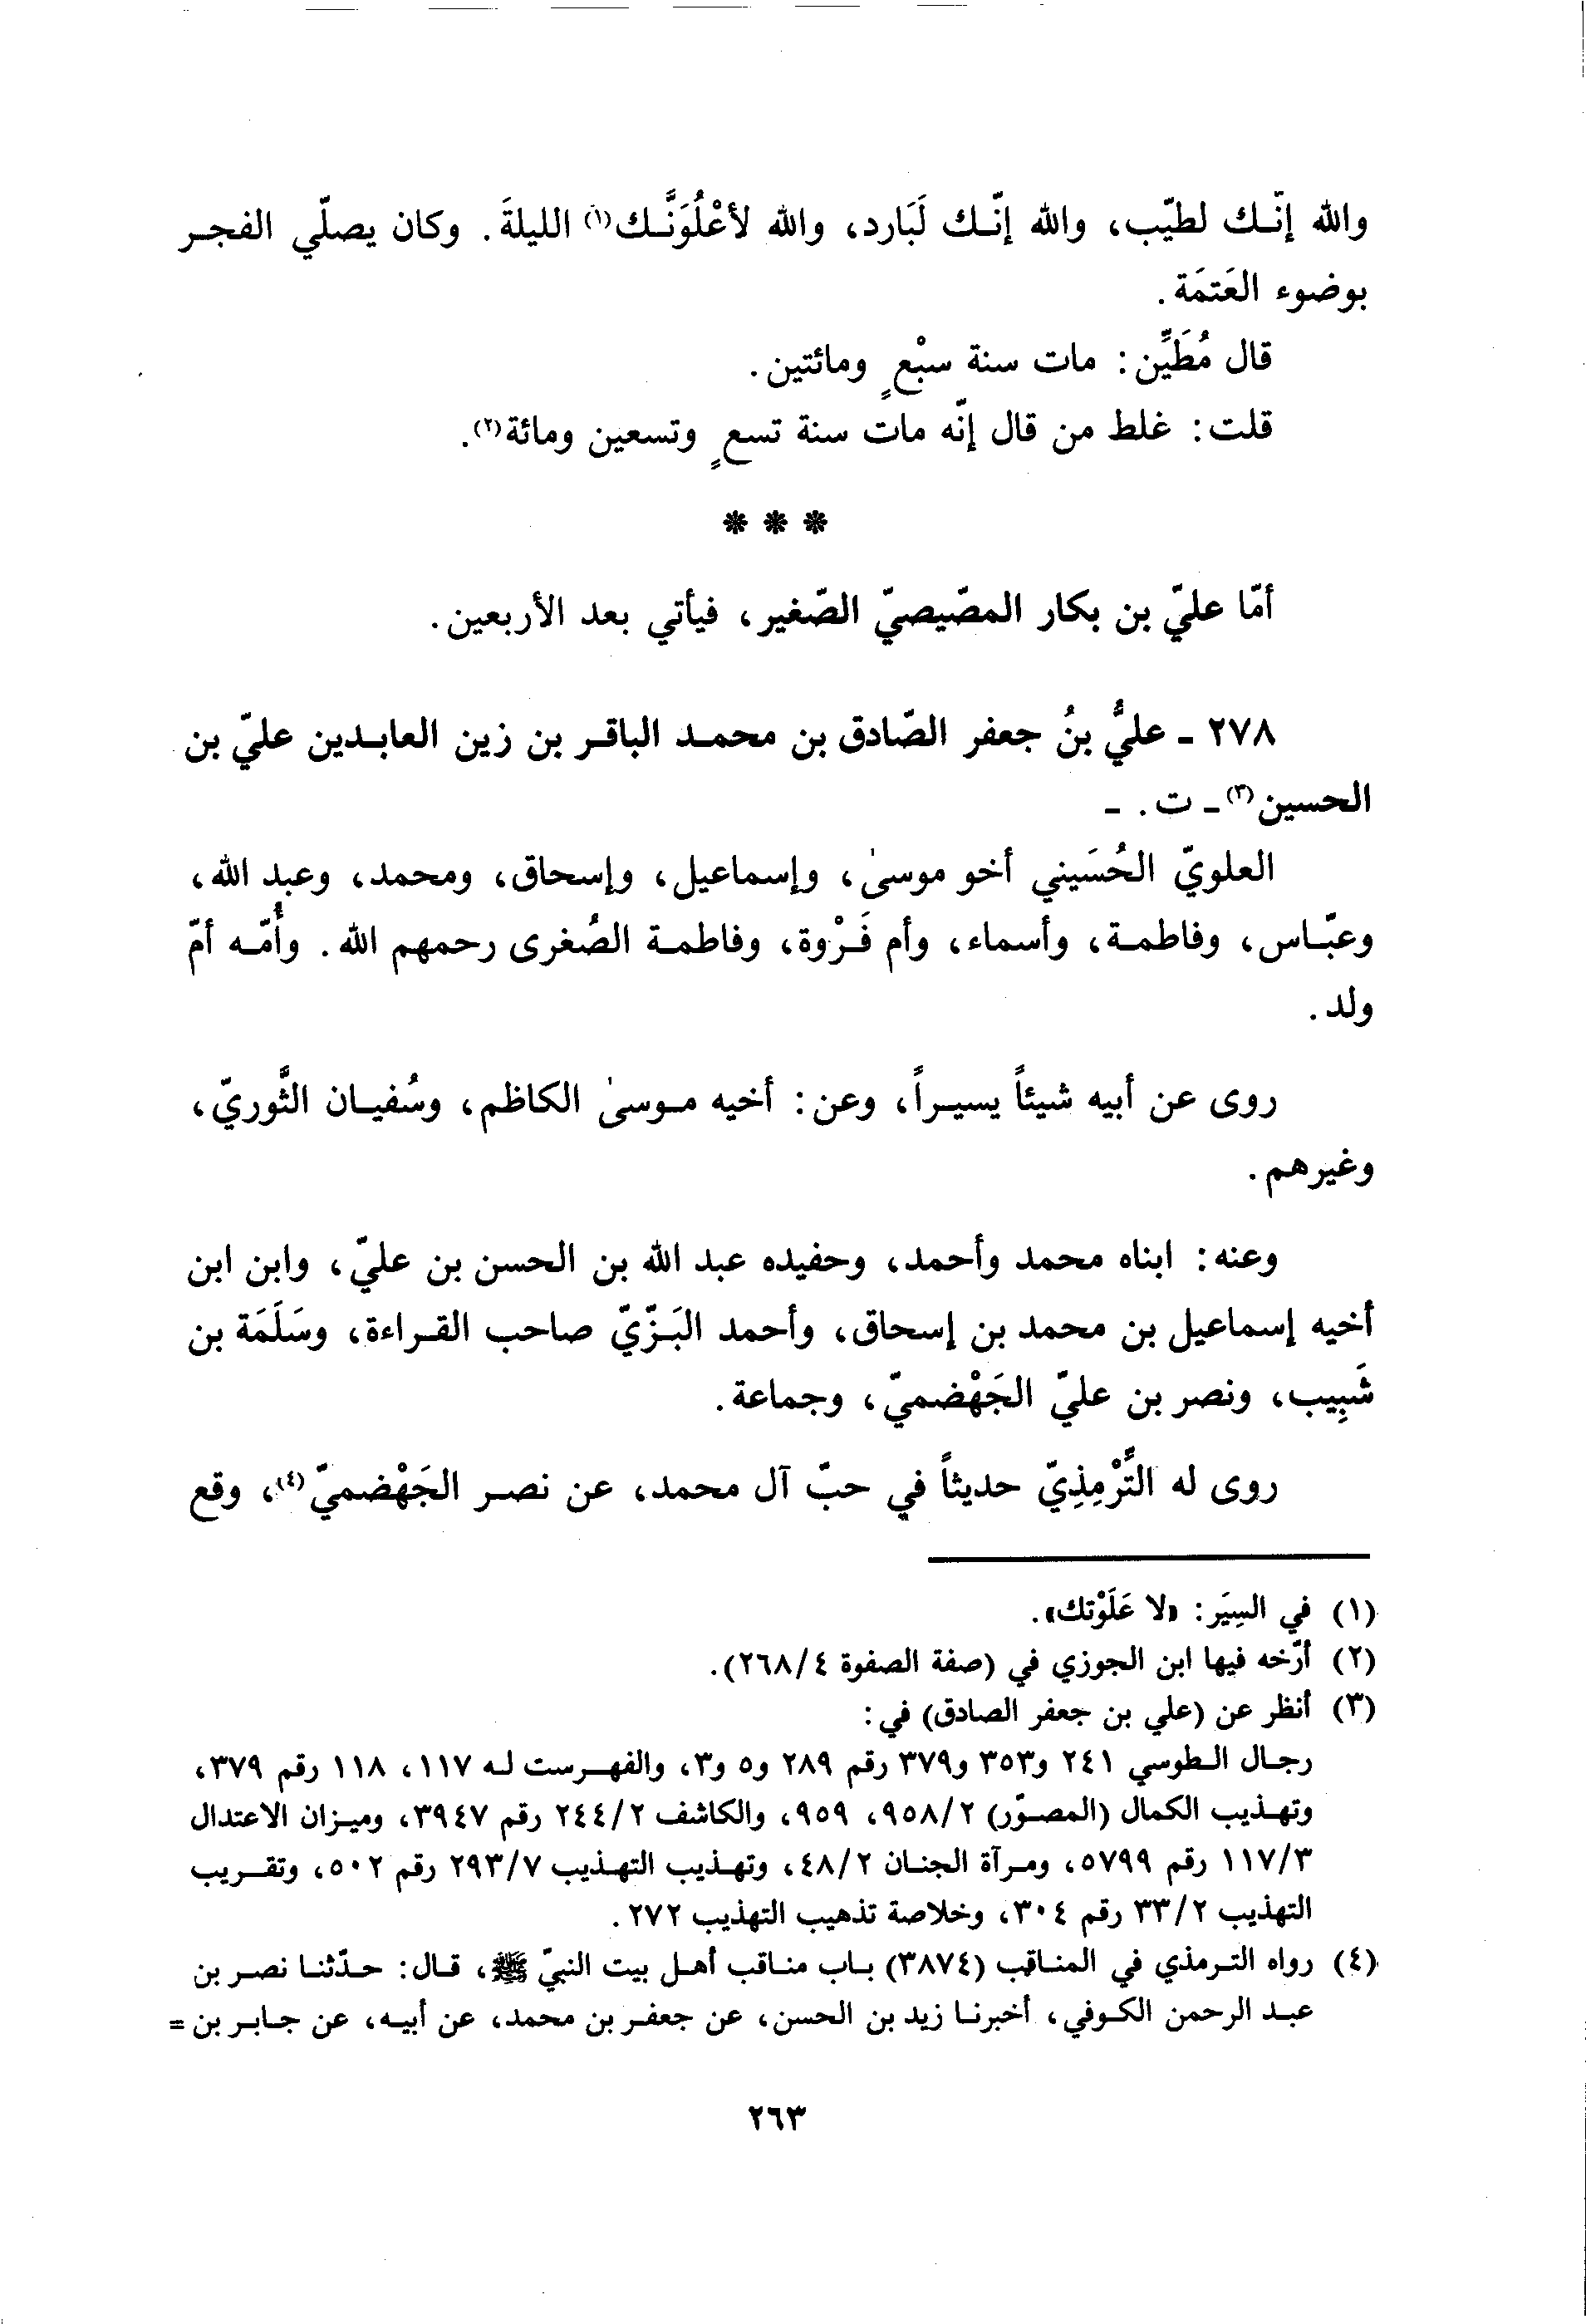 والله إنّك لطيّب، والله إنّك لَبَارد، والله لأعْلُوَنَّك(١) الليلةَ. وكان يصلّي الفجر
بوضوء العَتمَة.
قال مُطَيِّن: مات سنة سبْعٍ ومائتين.
قلت: غلط من قال إنّه مات سنة تسعٍ وتسعين ومائة(٢).
* * *
أمّا عليّ بن بكار المصّيصيّ الصّغير، فيأتي بعد الأربعين.
٢٧٨ - عليُّ بنُ جعفر الصّادق بن محمد الباقر بن زين العابدين عليّ بن
الحسين(٣) - ت. -
العلويّ الحُسَيني أخو موسىٰ، وإسماعيل، وإسحاق، ومحمد، وعبد الله،
وعبّاس، وفاطمة، وأسماء، وأم فَرْوة، وفاطمة الصُغرى رحمهم الله. وأُمّه أمّ
ولد.
روى عن أبيه شيئاً يسيراً، وعن: أخيه موسىٰ الكاظم، وسُفيان الثَّوريّ،
وغيرهم.
وعنه: ابناه محمد وأحمد، وحفيده عبد الله بن الحسن بن عليّ، وابن ابن
أخيه إسماعيل بن محمد بن إسحاق، وأحمد البَزّيّ صاحب القراءة، وسَلَمَة بن
شَبِيب، ونصر بن عليّ الجَهْضميّ، وجماعة.
روى له التِّرْمِذِيّ حديثاً في حبّ آل محمد، عن نصر الجَهْضميّ(٤)، وقع
(١) في السِيَر: «لا عَلَوْتك».
(٢) أرّخه فيها ابن الجوزي في (صفة الصفوة ٤/٢٦٨).
(٣) أنظر عن (علي بن جعفر الصادق) في:
رجال الطوسي ٢٤١ و٣٥٣ و٣٧٩ رقم ٢٨٩ و٥ و٣، والفهرست له ١١٧، ١١٨ رقم ٣٧٩،
وتهذيب الكمال (المصوّر) ٢/٩٥٨، ٩٥٩، والكاشف ٢/٢٤٤ رقم ٣٩٤٧، وميزان الاعتدال
٣/١١٧ رقم ٥٧٩٩، ومرآة الجنان ٢/٤٨، وتهذيب التهذيب ٧/٢٩٣ رقم ٥٠٢، وتقريب
التهذيب ٢/٣٣ رقم ٣٠٤، وخلاصة تذهيب التهذيب ٢٧٢.
(٤) رواه الترمذي في المناقب (٣٨٧٤) باب مناقب أهل بيت النبيّ ﷺ، قال: حدّثنا نصر بن
عبد الرحمن الكوفي، أخبرنا زيد بن الحسن، عن جعفر بن محمد، عن أبيه، عن جابر بن =
٢٦٣